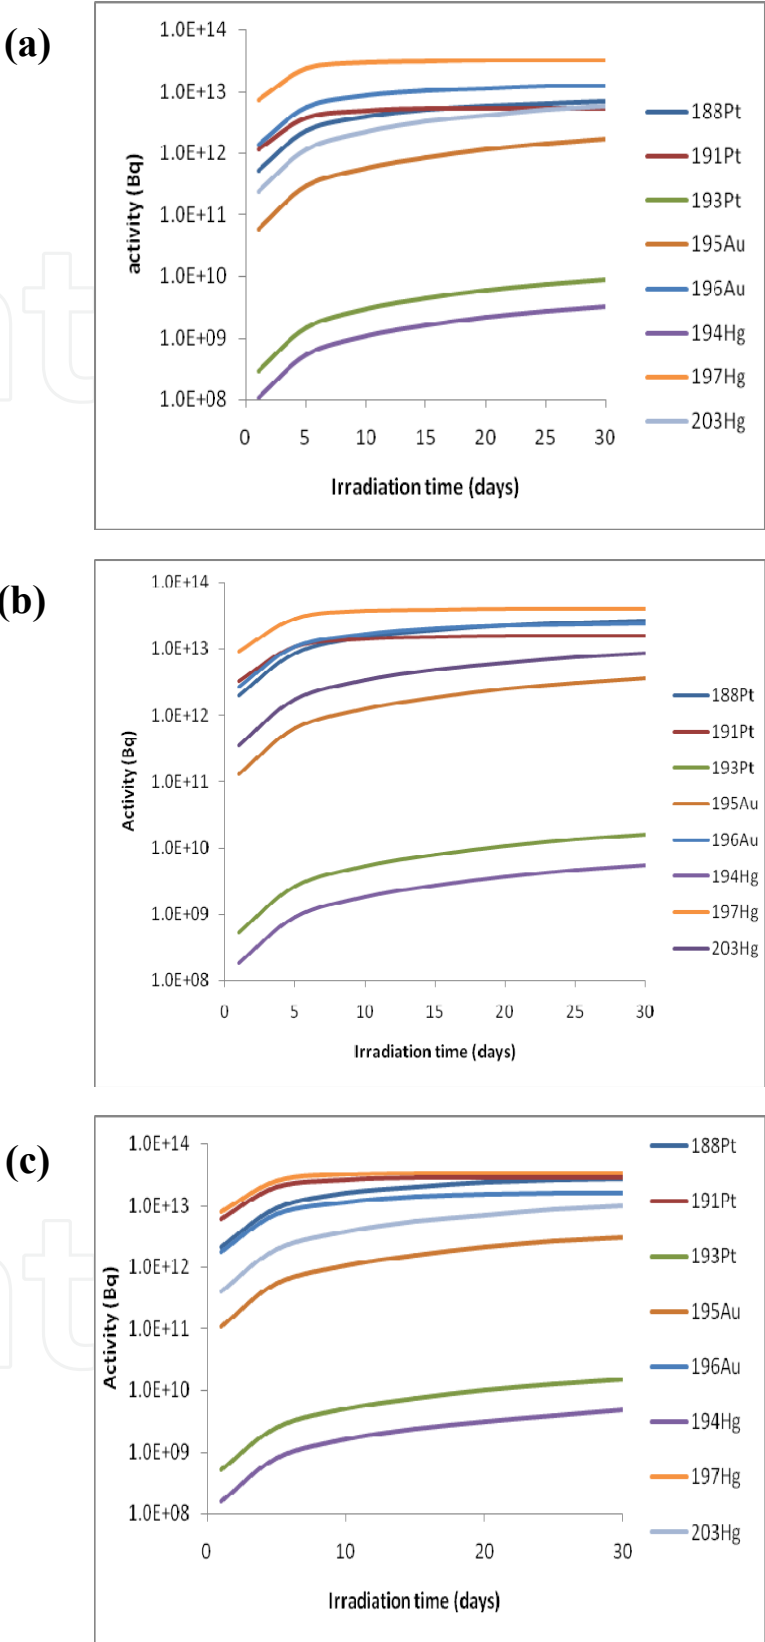 (a)
1.0E+14
1.0E+13
1.0E+12
1.0E+11
1.0E+10
1.0E+09
1.0E+08
activity (Bq)
0 5 10 15 20 25 30
Irradiation time (days)
188Pt
191Pt
193Pt
195Au
196Au
194Hg
197Hg
203Hg
(b)
1.0E+14
1.0E+13
1.0E+12
1.0E+11
1.0E+10
1.0E+09
1.0E+08
Activity (Bq)
0 5 10 15 20 25 30
Irradiation time (days)
188Pt
191Pt
193Pt
195Au
196Au
194Hg
197Hg
203Hg
(c)
1.0E+14
1.0E+13
1.0E+12
1.0E+11
1.0E+10
1.0E+09
1.0E+08
Activity (Bq)
0 10 20 30
Irradiation time (days)
188Pt
191Pt
193Pt
195Au
196Au
194Hg
197Hg
203Hg